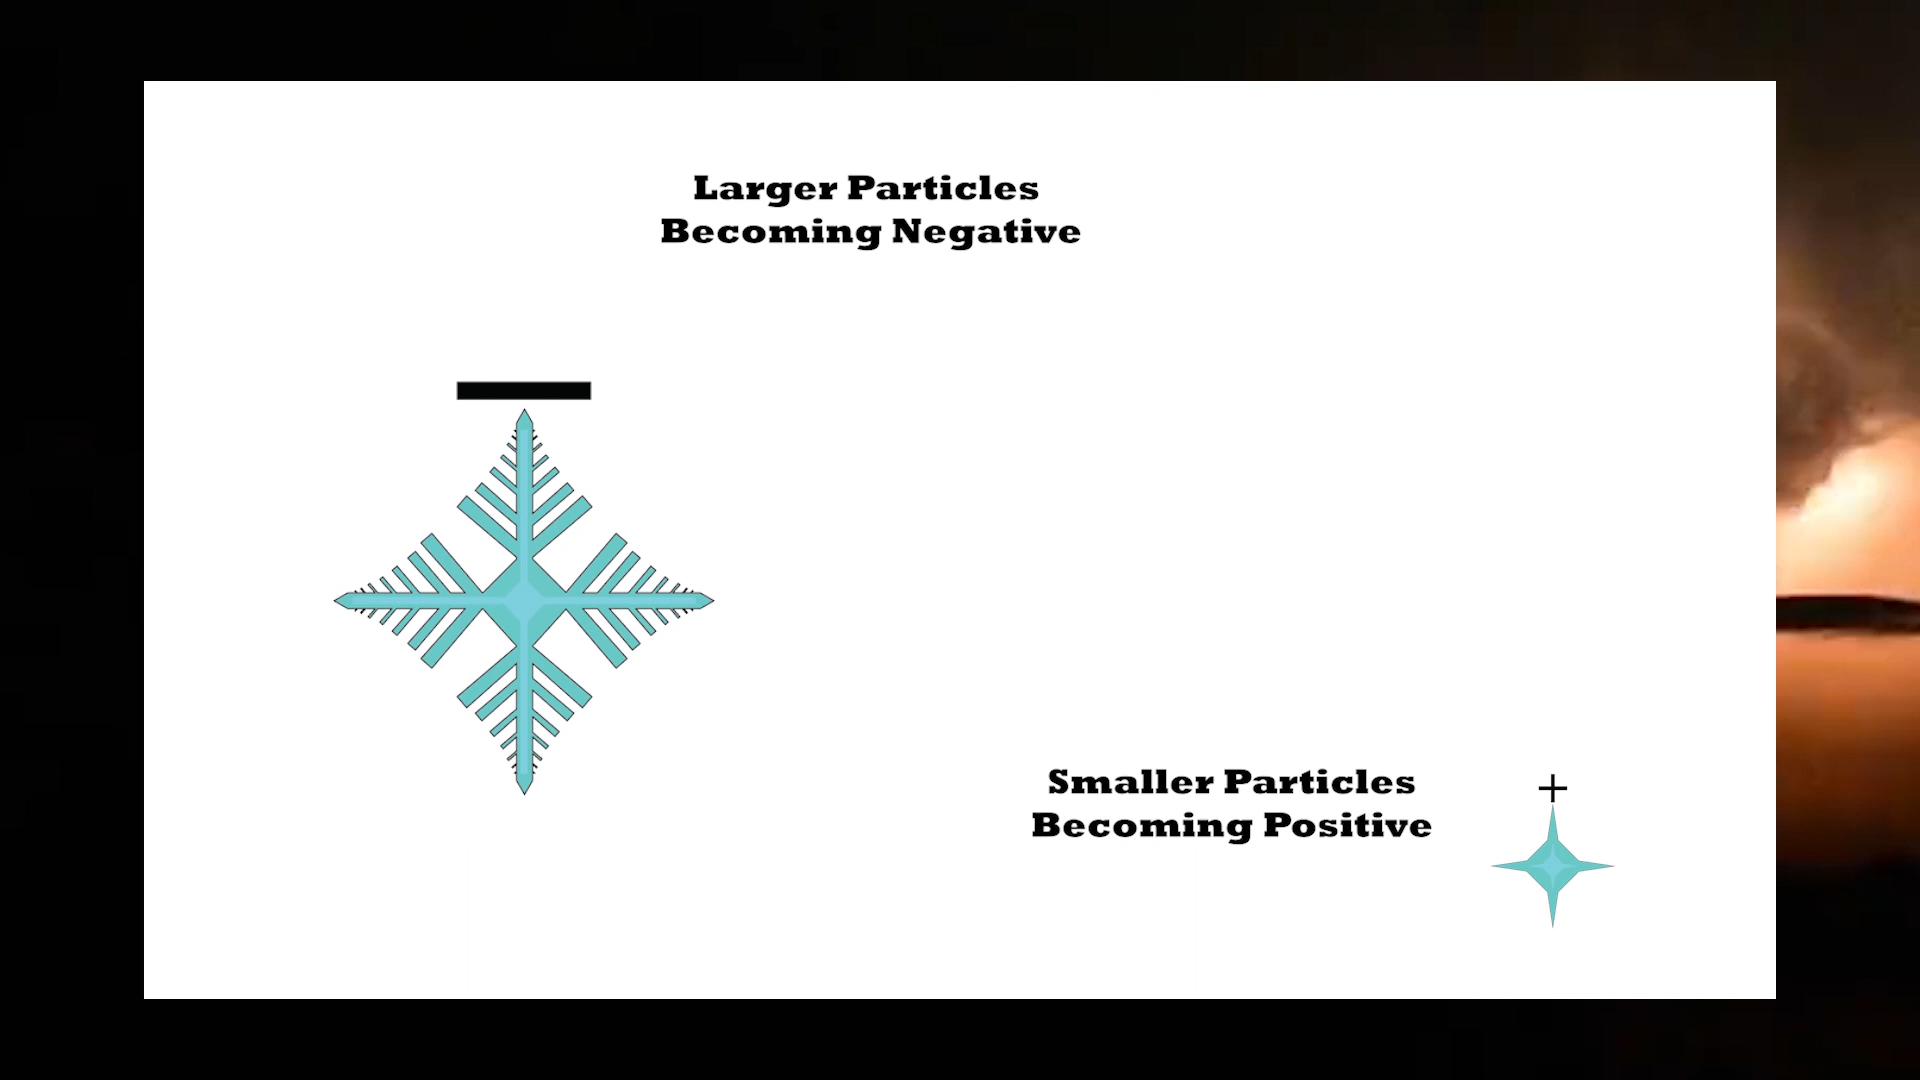 Larger Particles
Becoming Negative
Smaller Particles
Becoming Positive
+